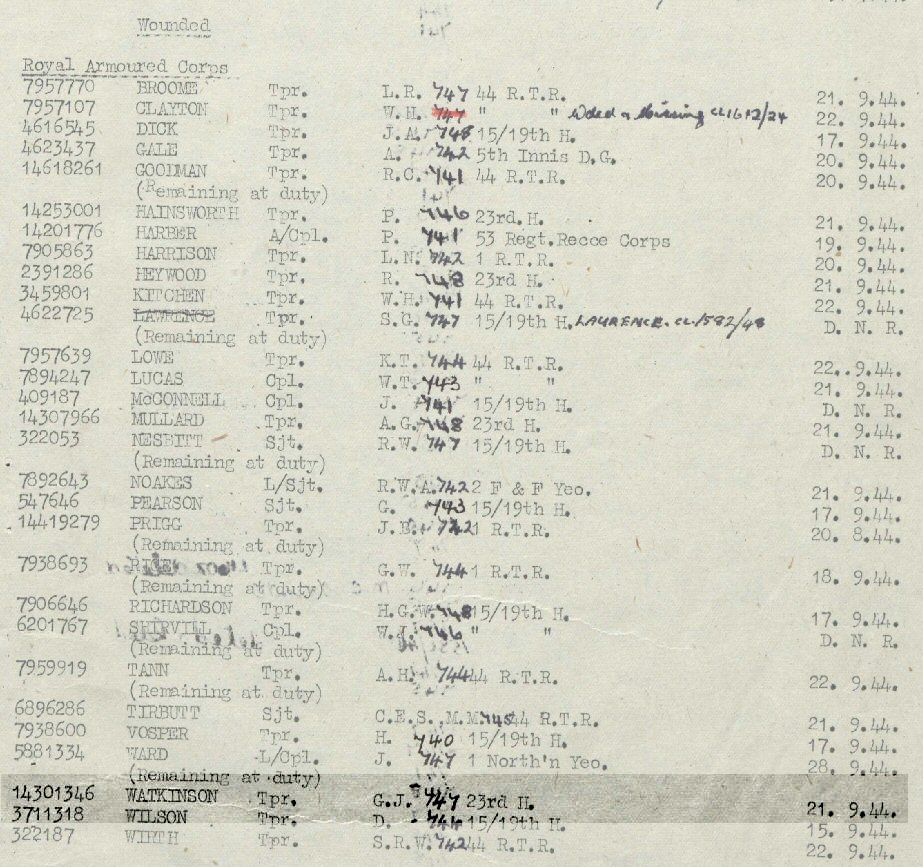 Wounded
Royal Armoured Corps
7957770 BROOME Tpr. L.R. 747 44 R.T.R. 21. 9.44.
7957107 CLAYTON Tpr. W.H. 747 " " Wded & Missing CL1612/24 22. 9.44.
4616545 DICK Tpr. J.A. 748 15/19th H. 17. 9.44.
4623437 GALE Tpr. A. 742 5th Innis D.G. 20. 9.44.
14618261 GOODMAN Tpr. R.C. 741 44 R.T.R. 20. 9.44.
(Remaining at duty)
14253001 HAINSWORTH Tpr. P. 746 23rd. H. 21. 9.44.
14201776 HARBER A/Cpl. P. 741 53 Regt.Recce Corps 19. 9.44.
7905863 HARRISON Tpr. L.N. 742 1 R.T.R. 20. 9.44.
2391286 HEYWOOD Tpr. R. 748 23rd H. 21. 9.44.
3459801 KITCHEN Tpr. W.H. 741 44 R.T.R. 22. 9.44.
4622725 LAWRENCE Tpr. S.G. 747 15/19th H. LAURENCE. CL1592/48 D. N. R.
(Remaining at duty)
7957639 LOWE Tpr. K.T. 744 44 R.T.R. 22.. 9.44.
7894247 LUCAS Cpl. W.T. 743 " " 21. 9.44.
409187 McCONNELL Cpl. J. 741 15/19th H. D. N. R.
14307966 MULLARD Tpr. A.G. 748 23rd H. 21. 9.44.
322053 NESBITT Sjt. R.W. 747 15/19th H. D. N. R.
(Remaining at duty)
7892643 NOAKES L/Sjt. R.W.A. 742 2 F & F Yeo. 21. 9.44.
547646 PEARSON Sjt. G. 743 15/19th H. 17. 9.44.
14419279 PRIGG Tpr. J.E. 742 1 R.T.R. 20. 8.44.
(Remaining at duty)
7938693 Tpr. G.W. 744 1 R.T.R. 18. 9.44.
(Remaining at duty)
7906646 RICHARDSON Tpr. H.G.W. 748 15/19th H. 17. 9.44.
6201767 SHIRVILL Cpl. W.J. 746 " " D. N. R.
(Remaining at duty)
7959919 TANN Tpr. A.H. 744 44 R.T.R. 22. 9.44.
(Remaining at duty)
6896286 TIRBUTT Sjt. C.E.S.,M.M. 745 44 R.T.R. 21. 9.44.
7938600 VOSPER Tpr. H. 740 15/19th H. 17. 9.44.
5881334 WARD L/Cpl. J. 747 1 North'n Yeo. 28. 9.44.
(Remaining at duty)
14301346 WATKINSON Tpr. G.J. 747 23rd H. 21. 9.44.
3711318 WILSON Tpr. D. 744 15/19th H. 15. 9.44.
322187 WIRTH Tpr. S.R.W. 742 44 R.T.R. 22. 9.44.